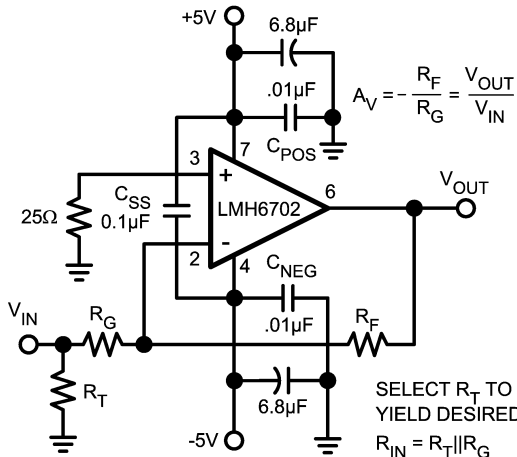 +5V
6.8µF
.01µF
C_POS
A_V = - R_F / R_G = V_OUT / V_IN
7
3
+
C_SS
0.1µF
25Ω
LMH6702
6
V_OUT
-
2
4
C_NEG
.01µF
V_IN
R_G
R_F
R_T
6.8µF
-5V
SELECT R_T TO
YIELD DESIRED
R_IN = R_T||R_G